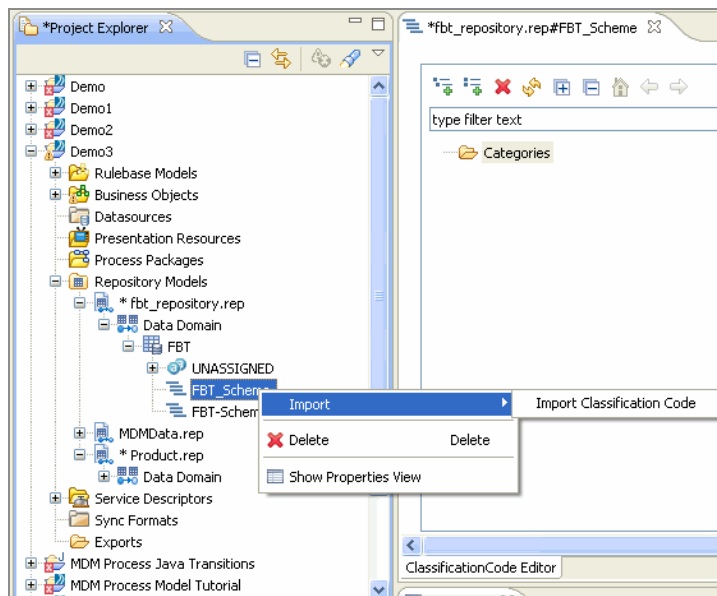 *Project Explorer
*fbt_repository.rep#FBT_Scheme
Demo
Demo1
type filter text
Demo2
Categories
Demo3
Rulebase Models
Business Objects
Datasources
Presentation Resources
Process Packages
Repository Models
* fbt_repository.rep
Data Domain
FBT
UNASSIGNED
FBT_Scheme
Import
Import Classification Code
FBT-Schem
MDMData.rep
Delete Delete
* Product.rep
Data Domain
Show Properties View
Service Descriptors
Sync Formats
Exports
MDM Process Java Transitions
ClassificationCode Editor
MDM Process Model Tutorial